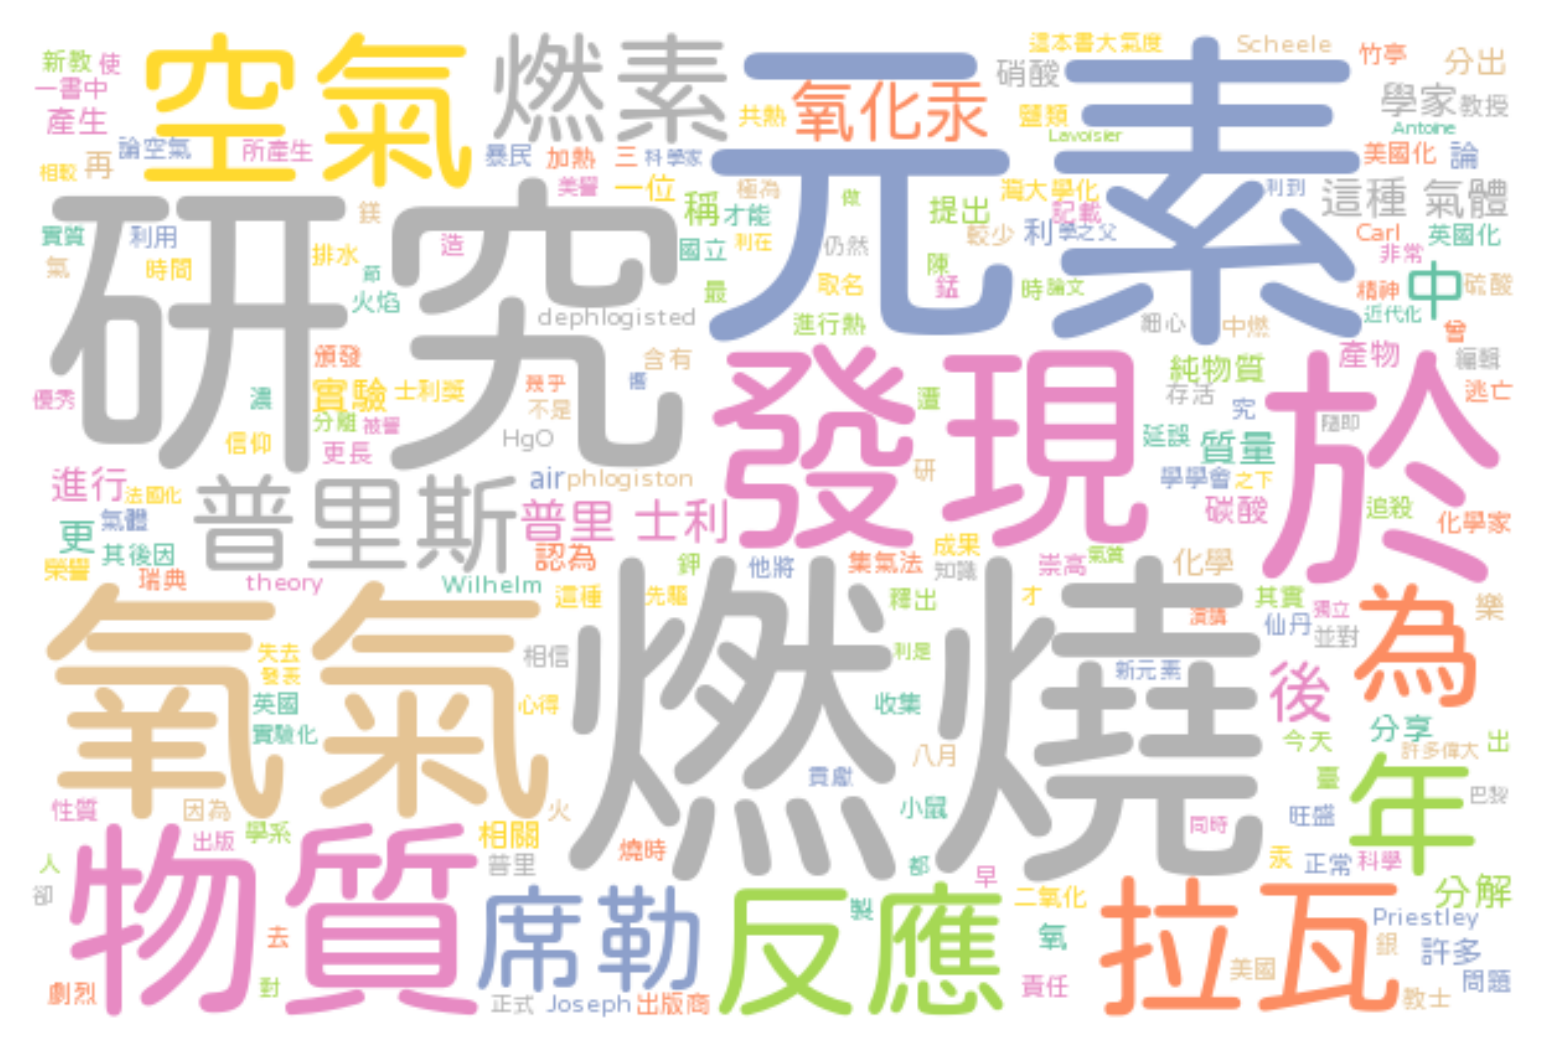 新教 使
空氣
燃素
這本書大氣度
Scheele
竹亭
分出
一書中
硝酸
元素
氧化汞
學家
教授
產生
共熱
鹽類
Lavoisier
Antoine
論空氣
所產生
暴民
加熱
三
科學家
美國化
論
相較
再
美譽
一位
極為
做
灣大學化
利到
這種 氣體
研究
鎂
稱
才能
提出
記載
實質
利用
造
國立
利在
仍然
較少
利
學之父
Carl
英國化
排水
非常
氣
時間
節
陳
中
最
取名
錳
時
論文
精神
硫酸
火焰
dephlogisted
進行熱
細心
中燃
近代化
曾
頒發
含有
發現
於
純物質
產物
編輯
優秀
濃
實驗
士利獎
幾乎
不是
遭
存活
究
逃亡
分離
被譽
信仰
HgO
延誤
質量
隨即
更長
進行
法國化
普里斯
air
phlogiston
研
學學會
之下
氣體
普里 士利
碳酸
追殺
化學家
更
其後因
認為
成果
榮譽
瑞典
theory
Wilhelm
鉀
他將
集氣法
知識
崇高
氣質
化學
氧氣
這種
先驅
燃燒
釋出
才
演講
其實
獨立
為
樂
仙丹
並對
失去
相信
利是
發表
新元素
後
英國
心得
收集
實驗化
分享
今天
許多偉大
出
八月
貢獻
臺
年
性質
因為
火
小鼠
旺盛
巴黎
出版
學系
相關
同時
物質
人
普里
燒時
都
早
汞
正常
科學
卻
席勒
反應
二氧化
拉瓦
分解
製
Priestley
去
氧
銀
許多
美國
劇烈
對
正式
Joseph
出版商
責任
教士
問題